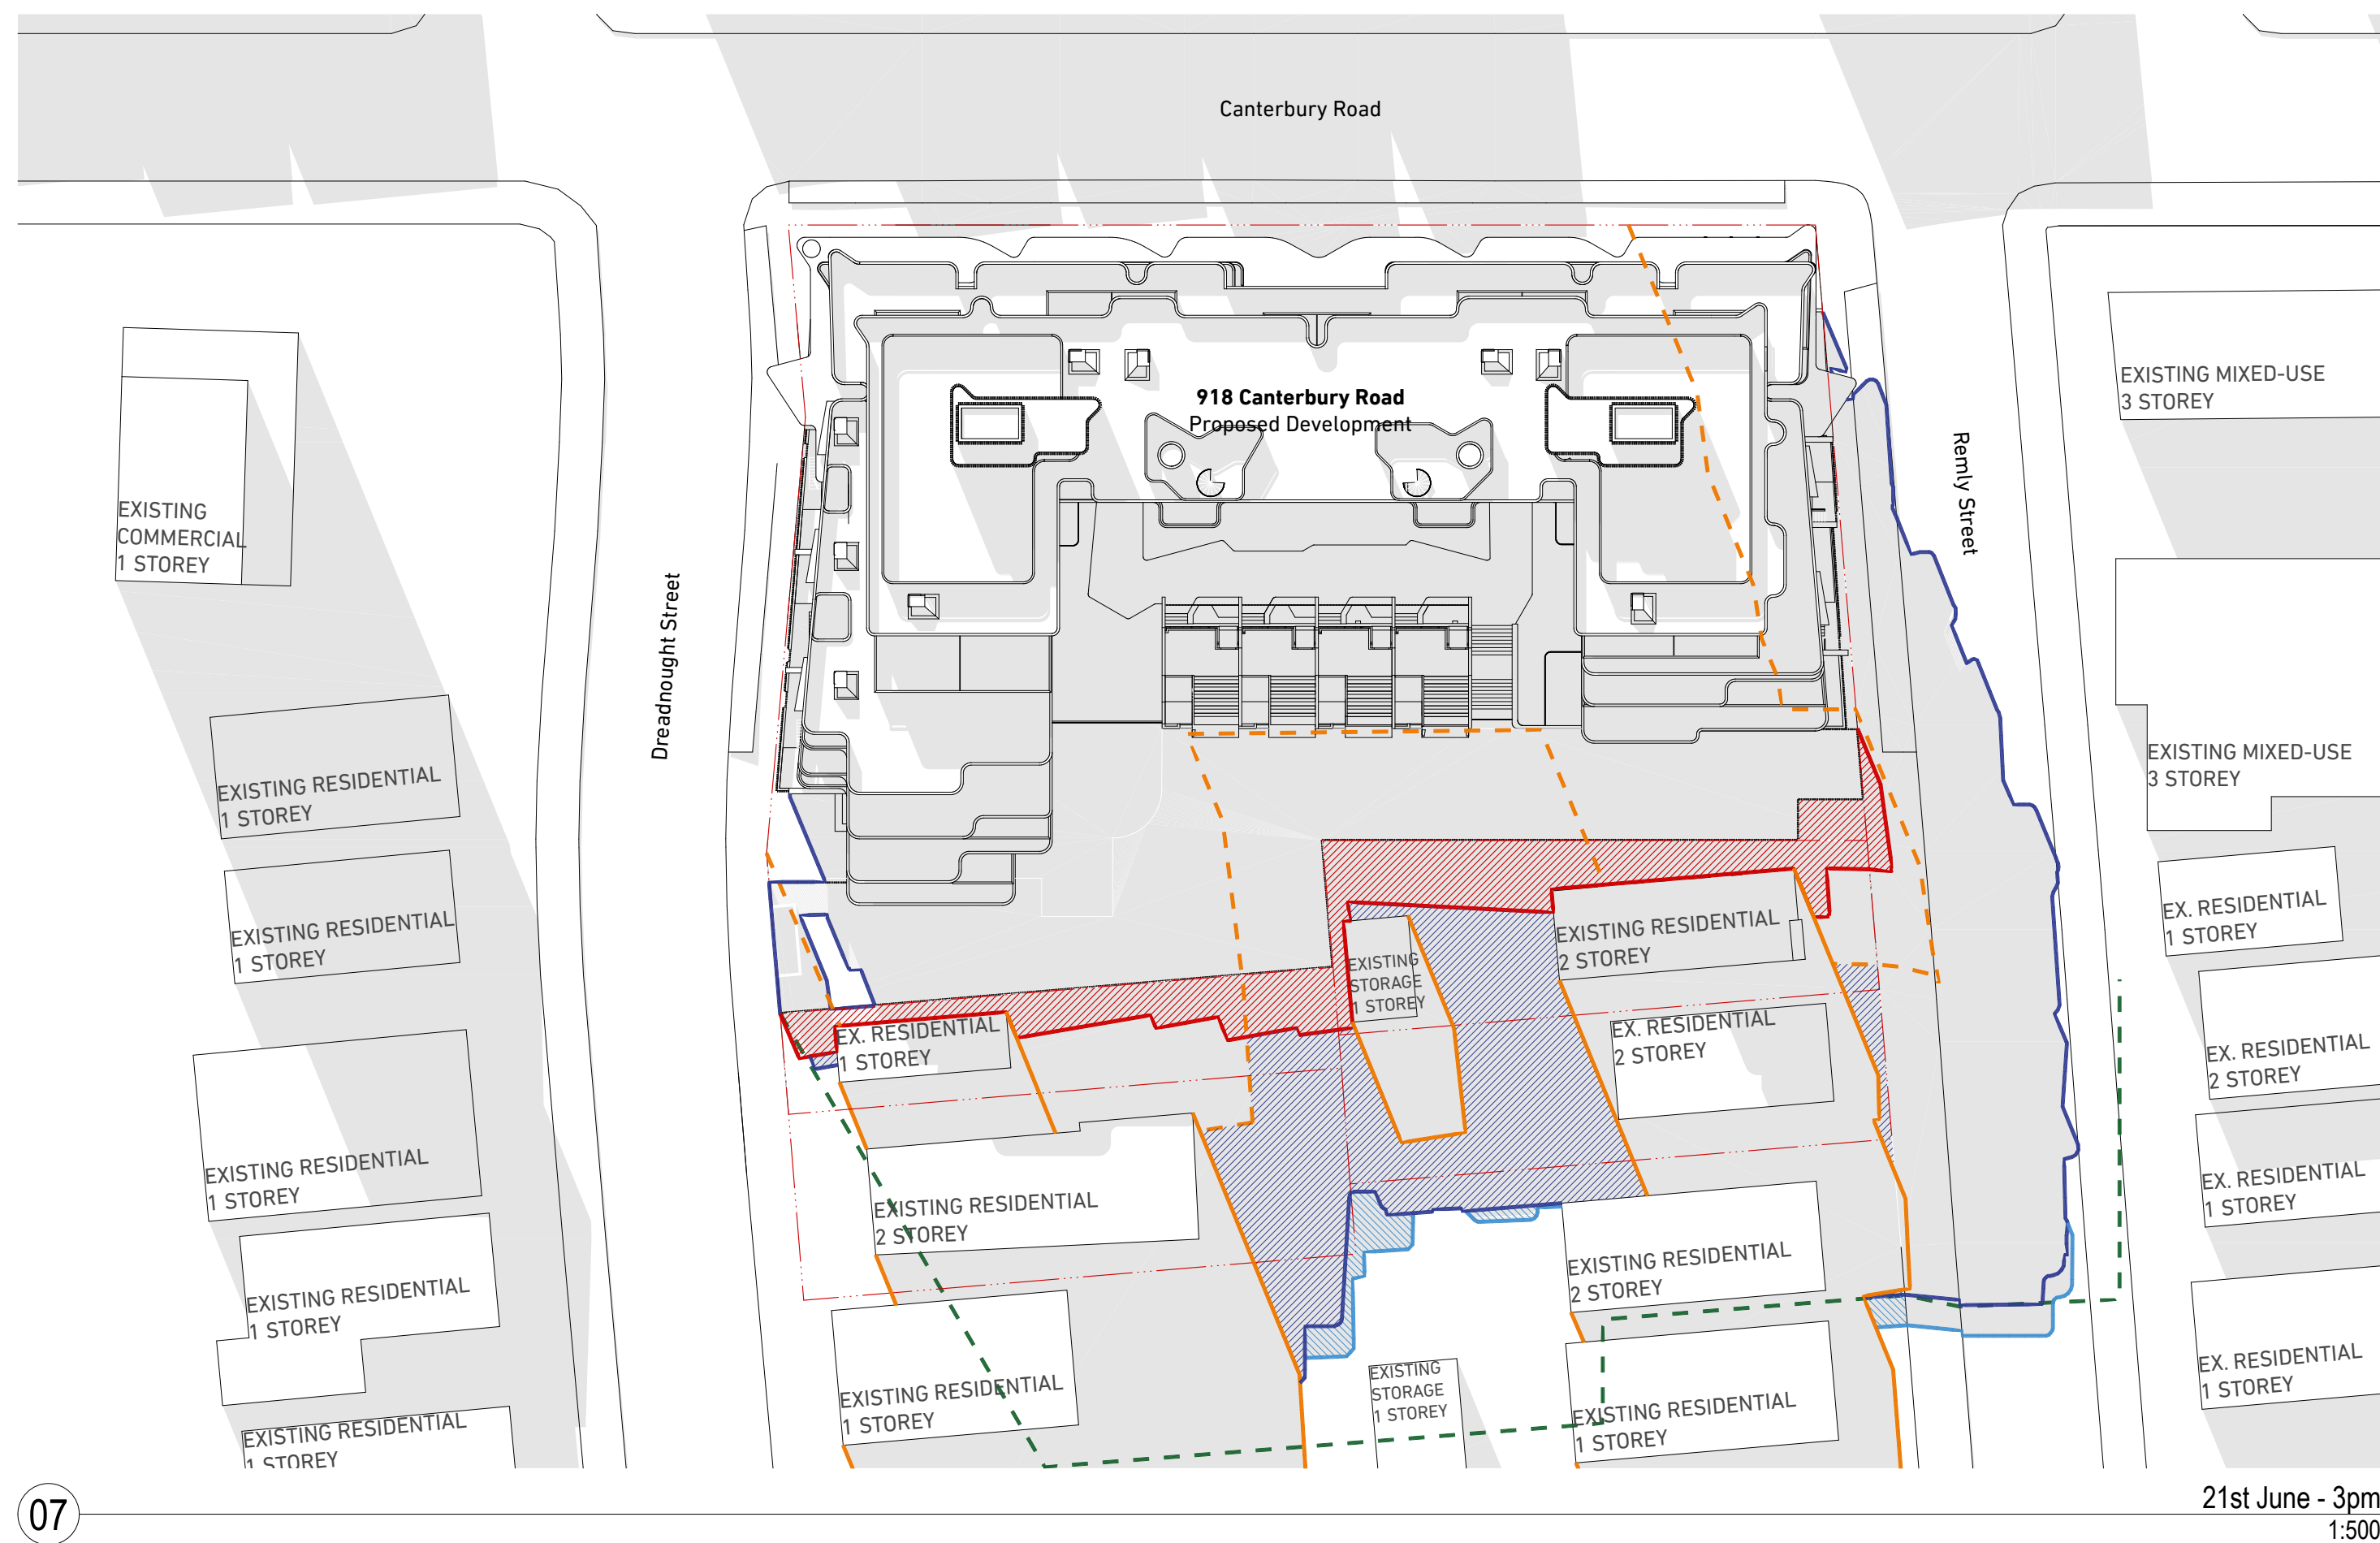 Canterbury Road
918 Canterbury Road
Proposed Development
Dreadnought Street
Remly Street
EXISTING
COMMERCIAL
1 STOREY
EXISTING RESIDENTIAL
1 STOREY
EXISTING RESIDENTIAL
1 STOREY
EXISTING RESIDENTIAL
1 STOREY
EXISTING RESIDENTIAL
1 STOREY
EXISTING RESIDENTIAL
1 STOREY
EX. RESIDENTIAL
1 STOREY
EXISTING RESIDENTIAL
2 STOREY
EXISTING RESIDENTIAL
1 STOREY
EXISTING
STORAGE
1 STOREY
EXISTING RESIDENTIAL
2 STOREY
EX. RESIDENTIAL
2 STOREY
EXISTING RESIDENTIAL
2 STOREY
EXISTING
STORAGE
1 STOREY
EXISTING RESIDENTIAL
1 STOREY
EXISTING MIXED-USE
3 STOREY
EXISTING MIXED-USE
3 STOREY
EX. RESIDENTIAL
1 STOREY
EX. RESIDENTIAL
2 STOREY
EX. RESIDENTIAL
1 STOREY
EX. RESIDENTIAL
1 STOREY
07
21st June - 3pm
1:500